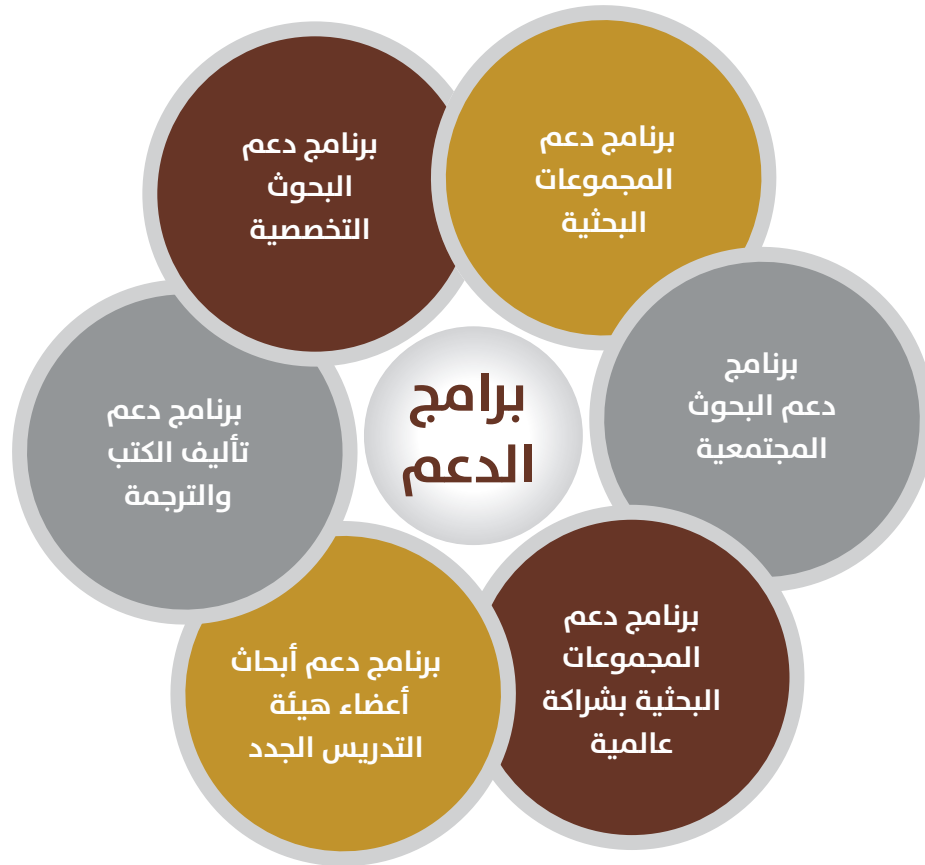 برنامج دعم
المجموعات
البحثية
برنامج دعم
البحوث
التخصصية
برنامج
دعم البحوث
المجتمعية
برامج
الدعم
برنامج دعم
تأليف الكتب
والترجمة
برنامج دعم
المجموعات
البحثية بشراكة
عالمية
برنامج دعم أبحاث
أعضاء هيئة
التدريس الجدد